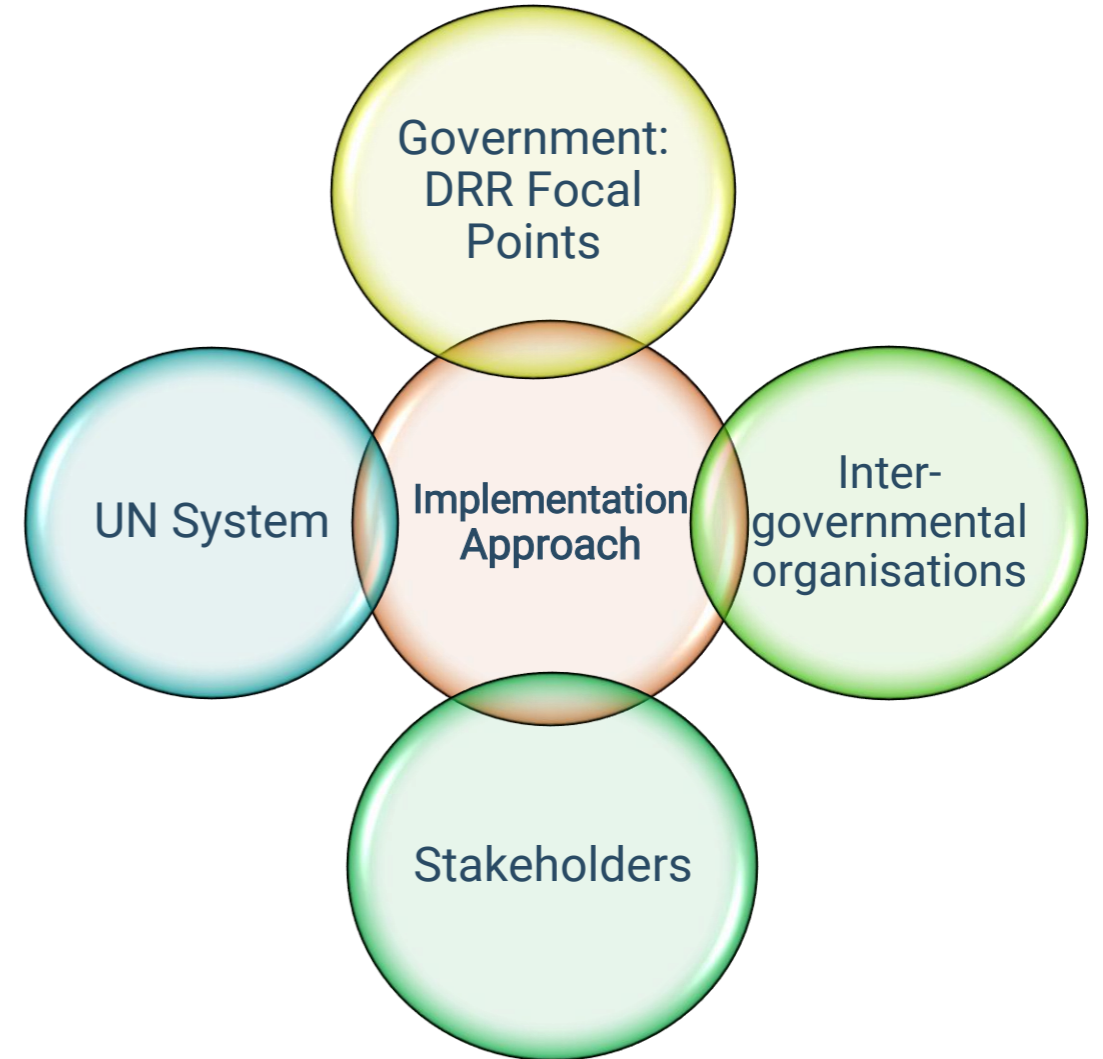 Government:
DRR Focal
Points
UN System
Implementation
Approach
Inter-
governmental
organisations
Stakeholders